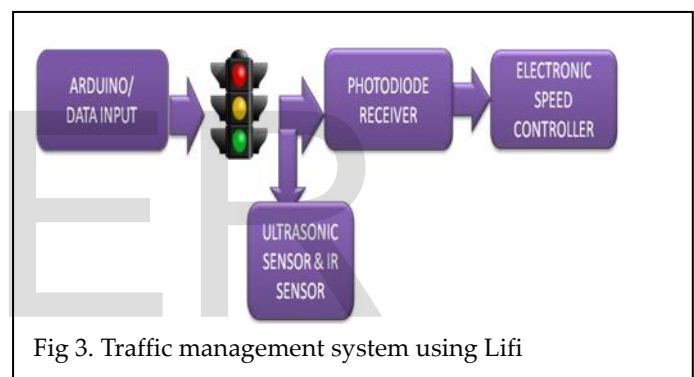 ARDUINO/
DATA INPUT
PHOTODIODE
RECEIVER
ELECTRONIC
SPEED
CONTROLLER
ULTRASONIC
SENSOR & IR
SENSOR
ER
Fig 3. Traffic management system using Lifi